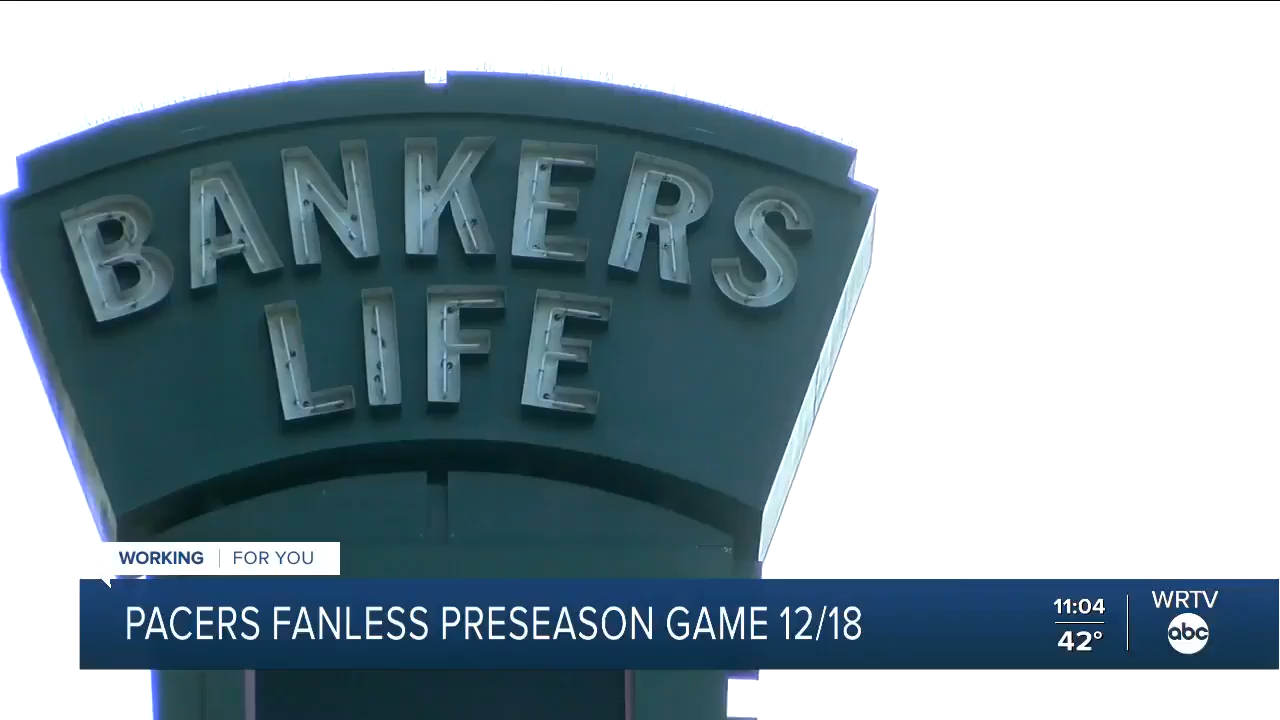 BANKERS
LIFE
WORKING FOR YOU
PACERS FANLESS PRESEASON GAME 12/18
11:04
42°
WRTV
abc